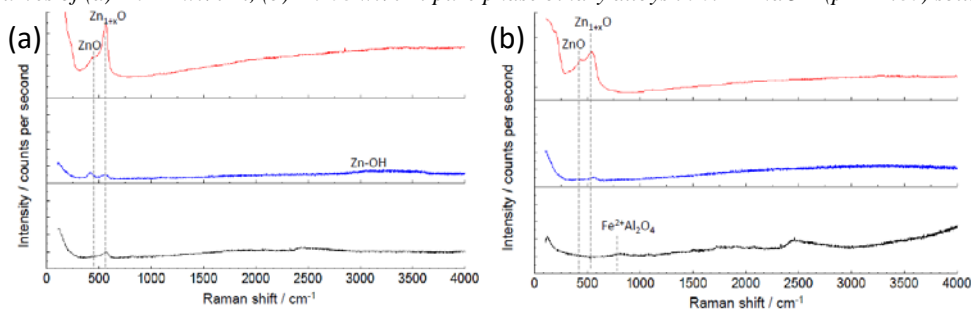 (a)
Zn1+xO
ZnO
Zn-OH
Intensity / counts per second
0 500 1000 1500 2000 2500 3000 3500 4000
Raman shift / cm-1
(b)
Zn1+xO
ZnO
Fe2+Al2O4
Intensity / counts per second
0 500 1000 1500 2000 2500 3000 3500 4000
Raman shift / cm-1